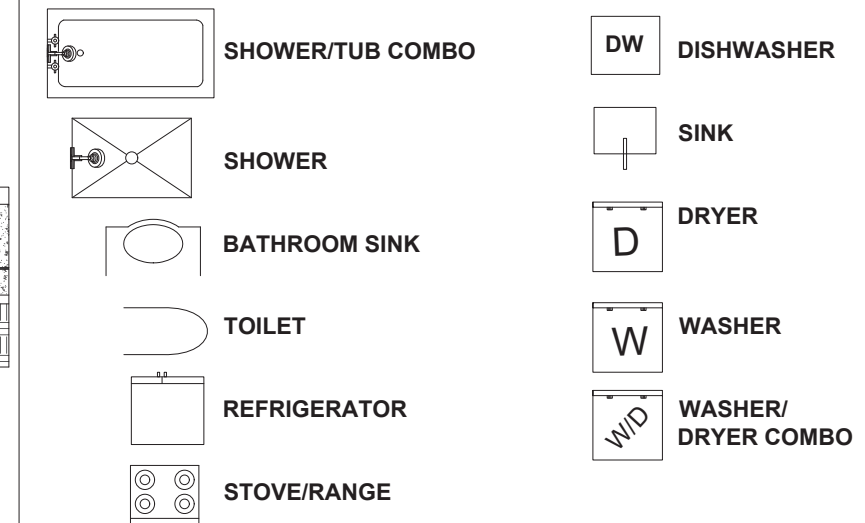 SHOWER/TUB COMBO
SHOWER
BATHROOM SINK
TOILET
REFRIGERATOR
STOVE/RANGE
DW DISHWASHER
SINK
D DRYER
W WASHER
W/D WASHER/
DRYER COMBO